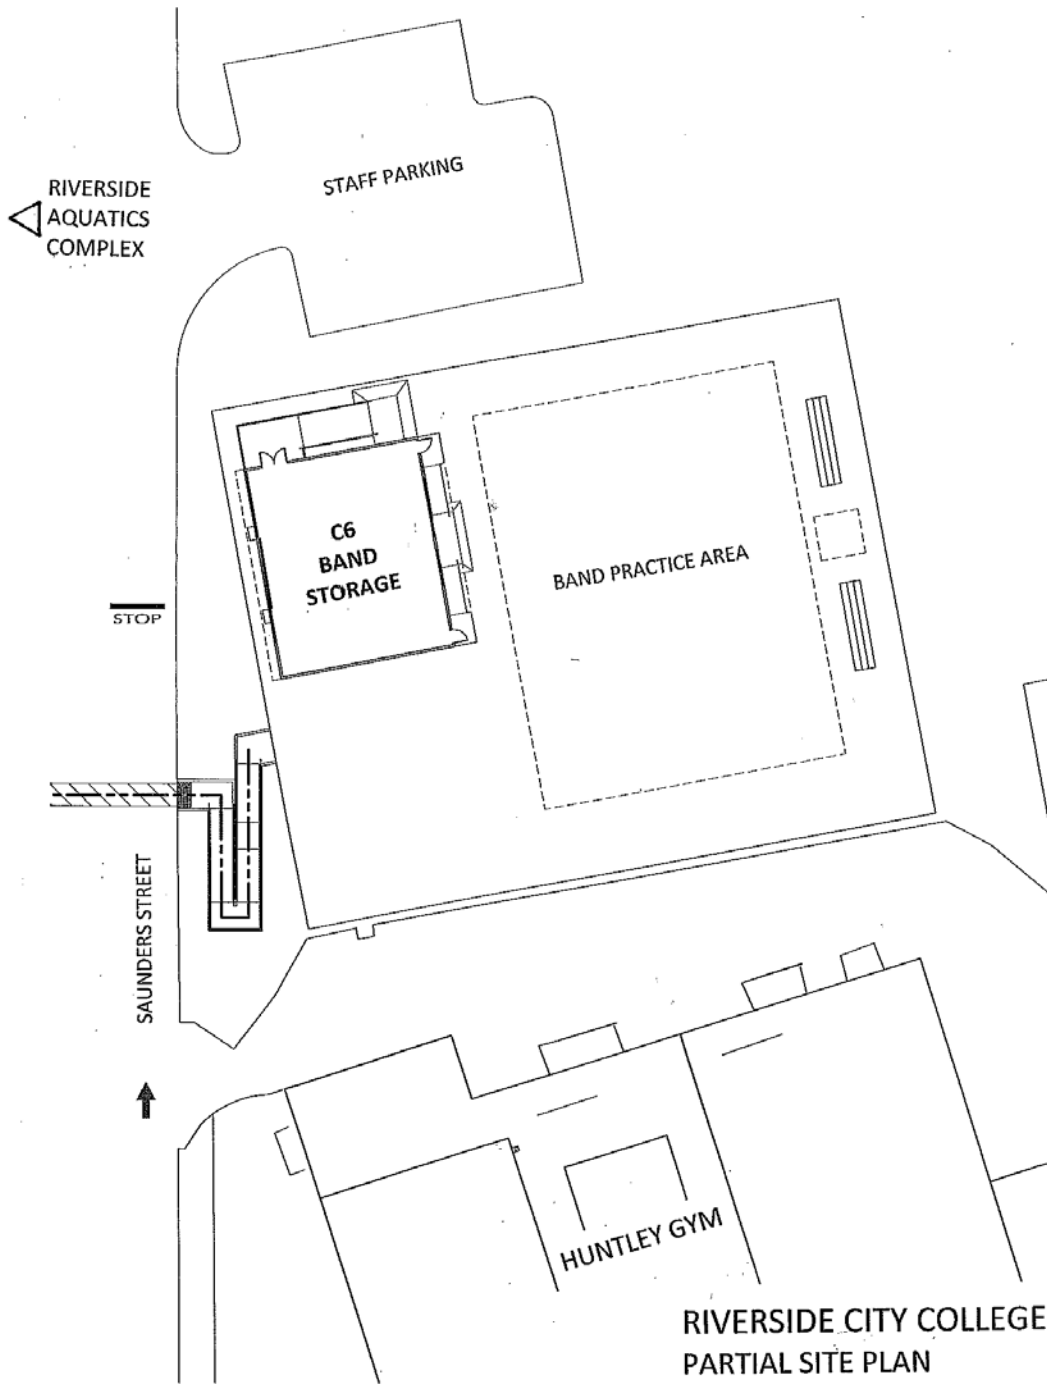 STAFF PARKING
RIVERSIDE
AQUATICS
COMPLEX
C6
BAND
STORAGE
BAND PRACTICE AREA
STOP
SAUNDERS STREET
HUNTLEY GYM
RIVERSIDE CITY COLLEGE
PARTIAL SITE PLAN